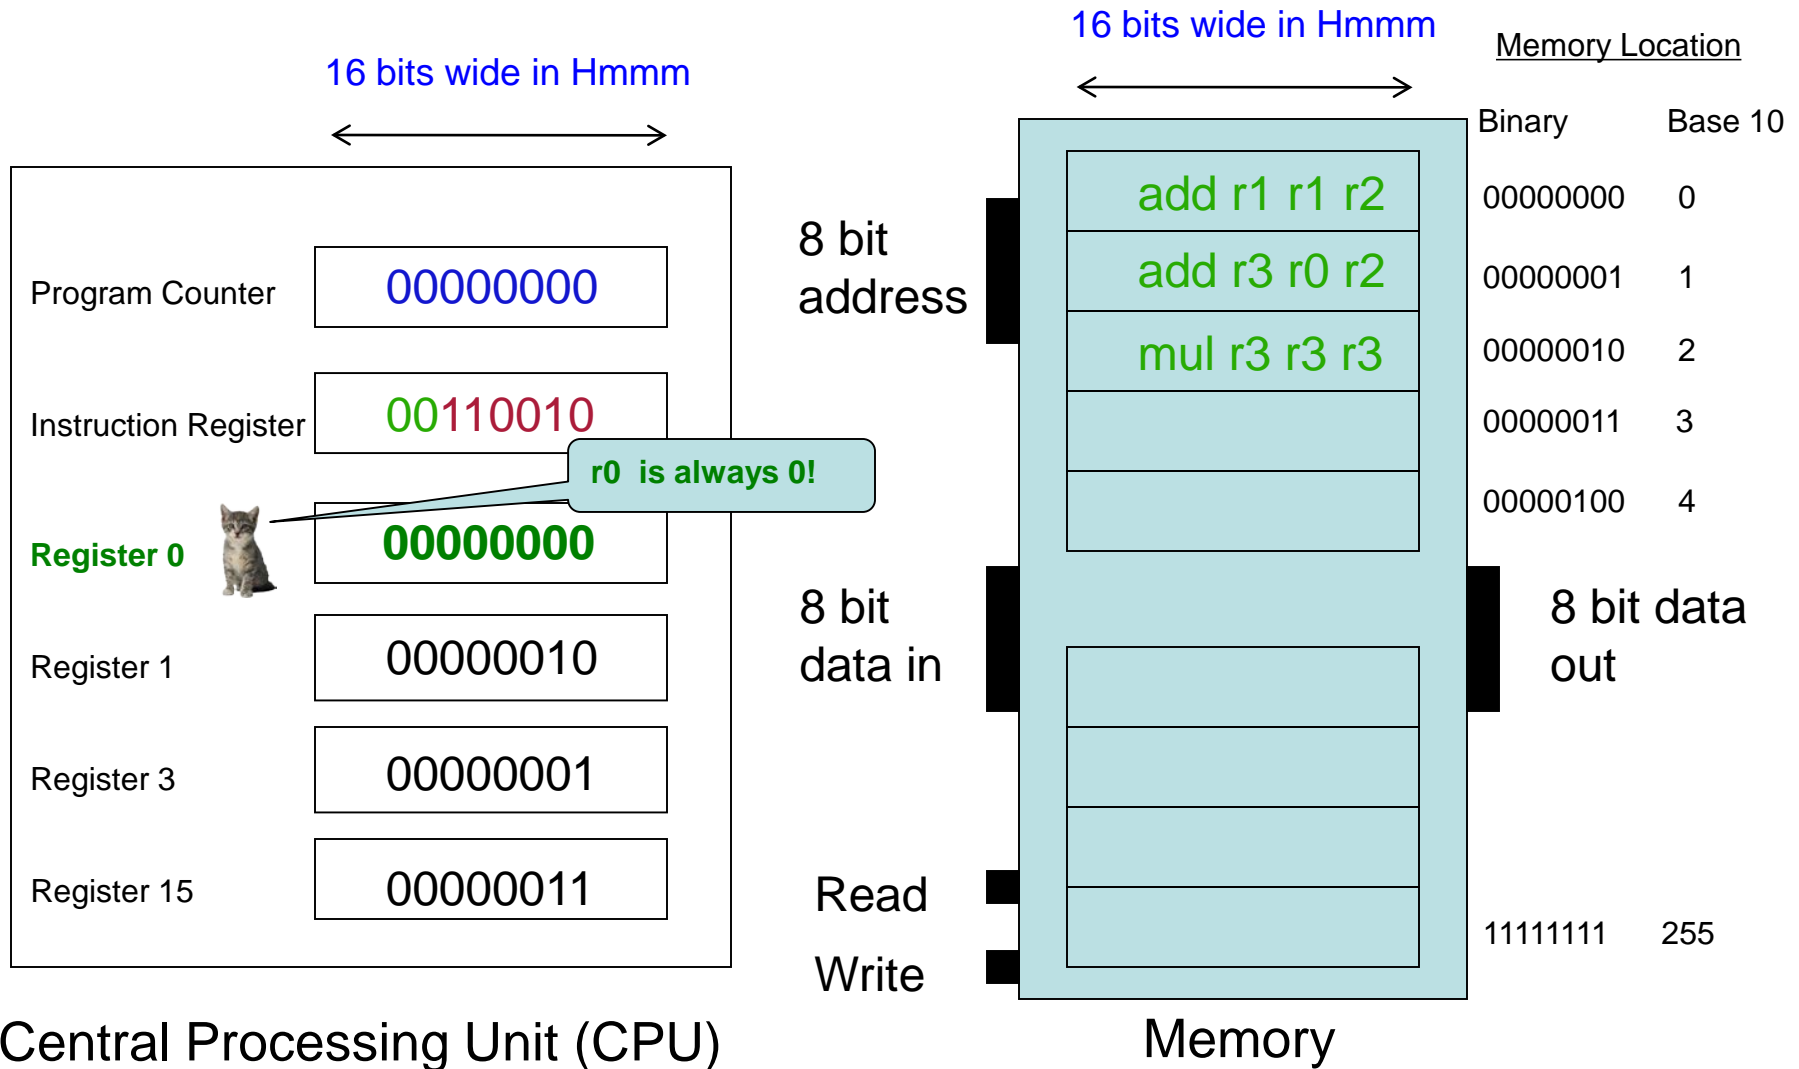 16 bits wide in Hmmm
Program Counter
00000000
Instruction Register
00110010
r0 is always 0!
Register 0
00000000
Register 1
00000010
Register 3
00000001
Register 15
00000011
Central Processing Unit (CPU)
16 bits wide in Hmmm
8 bit
address
8 bit
data in
Read
Write
add r1 r1 r2
add r3 r0 r2
mul r3 r3 r3
Memory
Memory Location
Binary Base 10
00000000 0
00000001 1
00000010 2
00000011 3
00000100 4
8 bit data
out
11111111 255